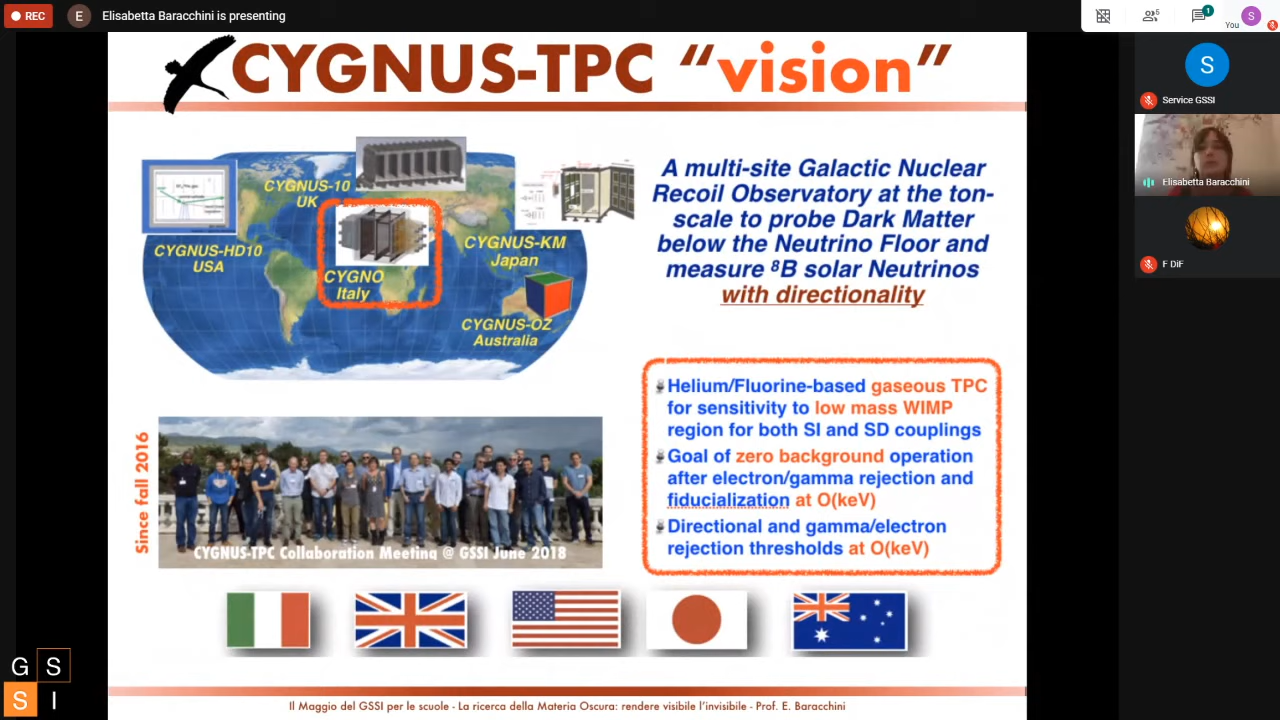 REC
E
Elisabetta Baracchini is presenting
5
1
S
You
CYGNUS-TPC "vision"
CYGNUS-10
UK
CYGNUS-HD10
USA
CYGNO
Italy
CYGNUS-KM
Japan
CYGNUS-OZ
Australia
A multi-site Galactic Nuclear
Recoil Observatory at the ton-
scale to probe Dark Matter
below the Neutrino Floor and
measure ⁸B solar Neutrinos
with directionality
Helium/Fluorine-based gaseous TPC
for sensitivity to low mass WIMP
region for both SI and SD couplings
Goal of zero background operation
after electron/gamma rejection and
fiducialization at O(keV)
Directional and gamma/electron
rejection thresholds at O(keV)
Since fall 2016
CYGNUS-TPC Collaboration Meeting @ GSSI June 2018
G S
S I
Il Maggio del GSSI per le scuole - La ricerca della Materia Oscura: rendere visibile l'invisibile - Prof. E. Baracchini
S
Service GSSI
Elisabetta Baracchini
F DiF